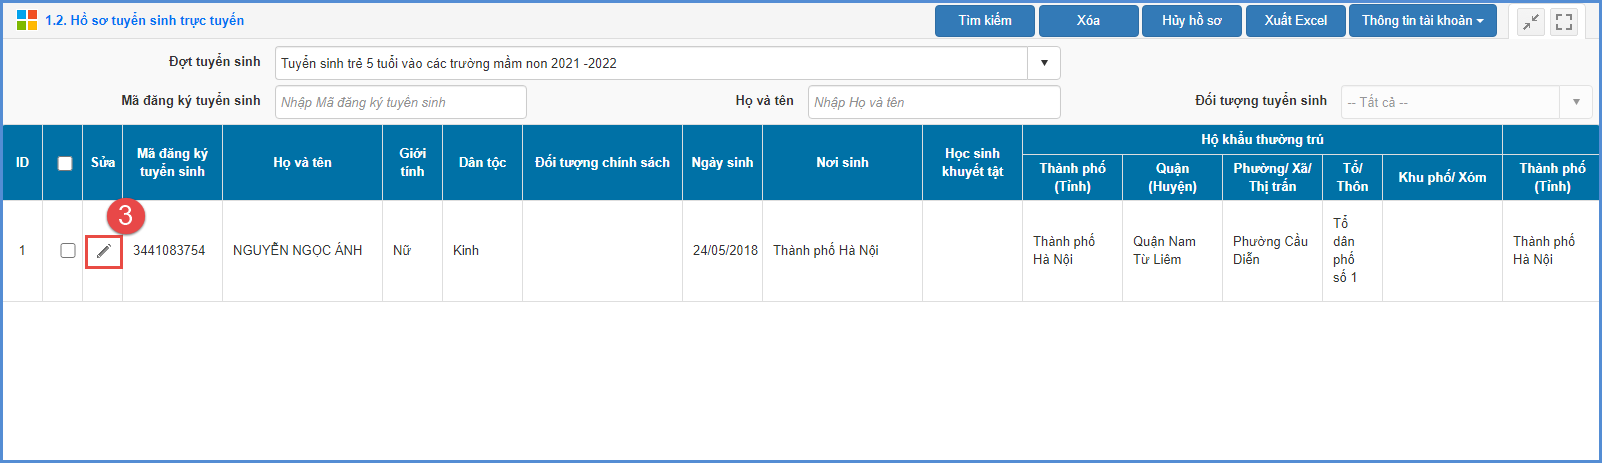 1.2. Hồ sơ tuyển sinh trực tuyến
Tìm kiếm
Xóa
Hủy hồ sơ
Xuất Excel
Thông tin tài khoản
Đợt tuyển sinh
Tuyển sinh trẻ 5 tuổi vào các trường mầm non 2021 -2022
Mã đăng ký tuyển sinh
Nhập Mã đăng ký tuyển sinh
Họ và tên
Nhập Họ và tên
Đối tượng tuyển sinh
-- Tất cả --
ID
Sửa
Mã đăng ký
tuyển sinh
Họ và tên
Giới
tính
Dân tộc
Đối tượng chính sách
Ngày sinh
Nơi sinh
Học sinh
khuyết tật
Hộ khẩu thường trú
Thành phố
(Tỉnh)
Quận
(Huyện)
Phường/ Xã/
Thị trấn
Tổ/
Thôn
Khu phố/ Xóm
Thành phố
(Tỉnh)
3
1
3441083754
NGUYỄN NGỌC ÁNH
Nữ
Kinh
24/05/2018
Thành phố Hà Nội
Thành phố
Hà Nội
Quận Nam
Từ Liêm
Phường Cầu
Diễn
Tổ
dân
phố
số 1
Thành phố
Hà Nội